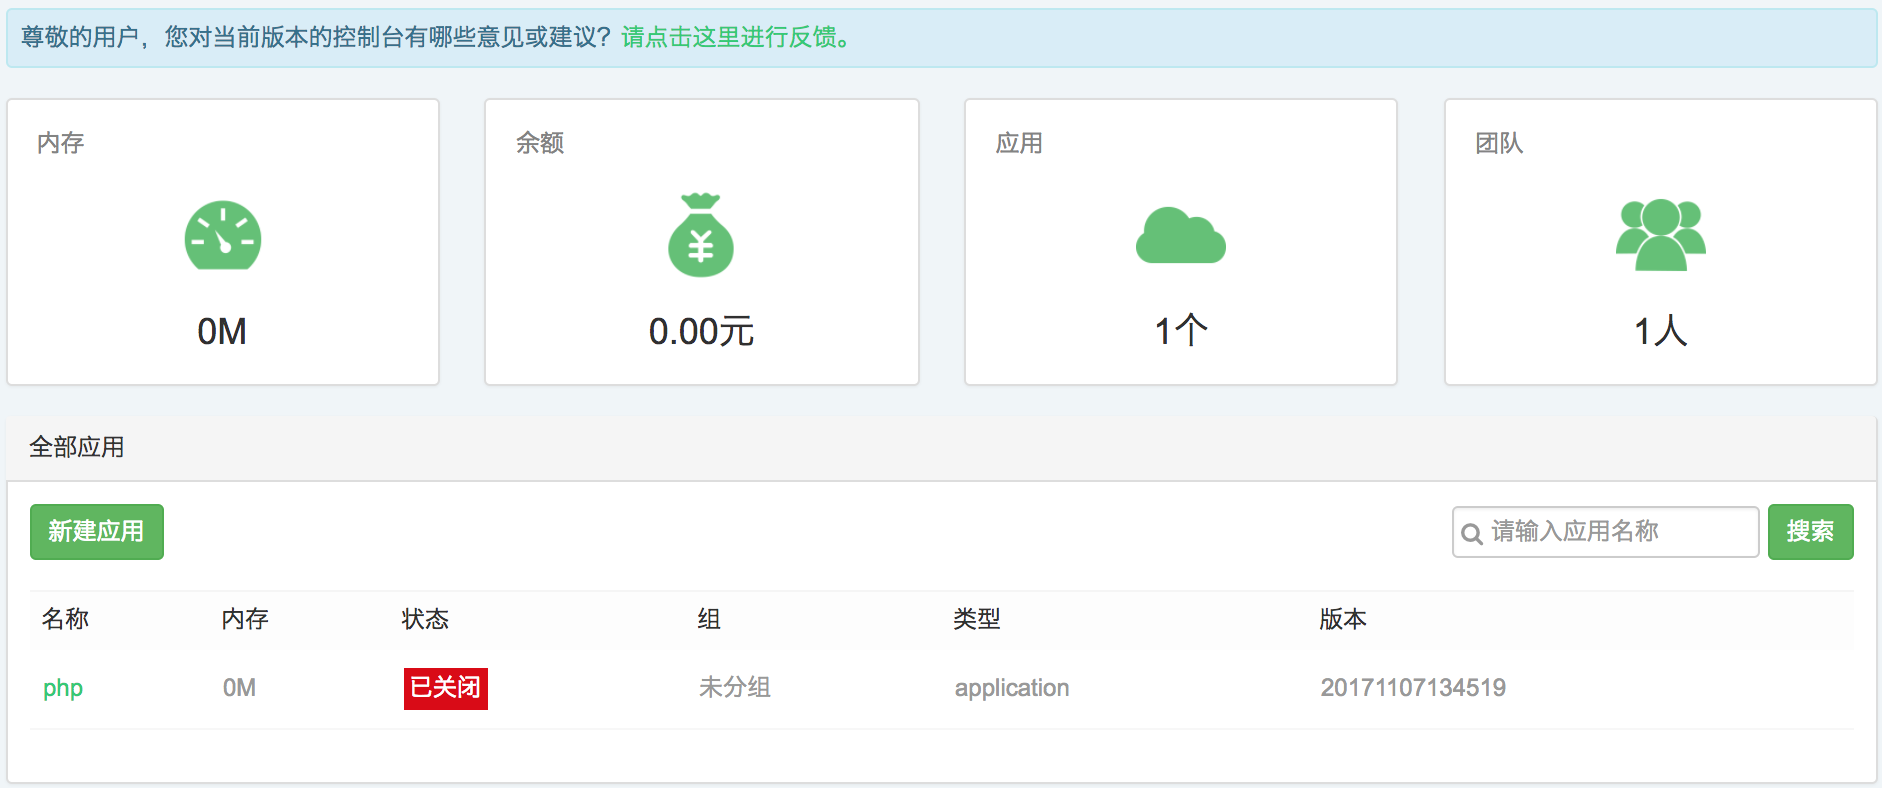 尊敬的用户，您对当前版本的控制台有哪些意见或建议？请点击这里进行反馈。
内存 余额 应用 团队
0M 0.00元 1个 1人
全部应用
新建应用 请输入应用名称 搜索
名称 内存 状态 组 类型 版本
php 0M 已关闭 未分组 application 20171107134519